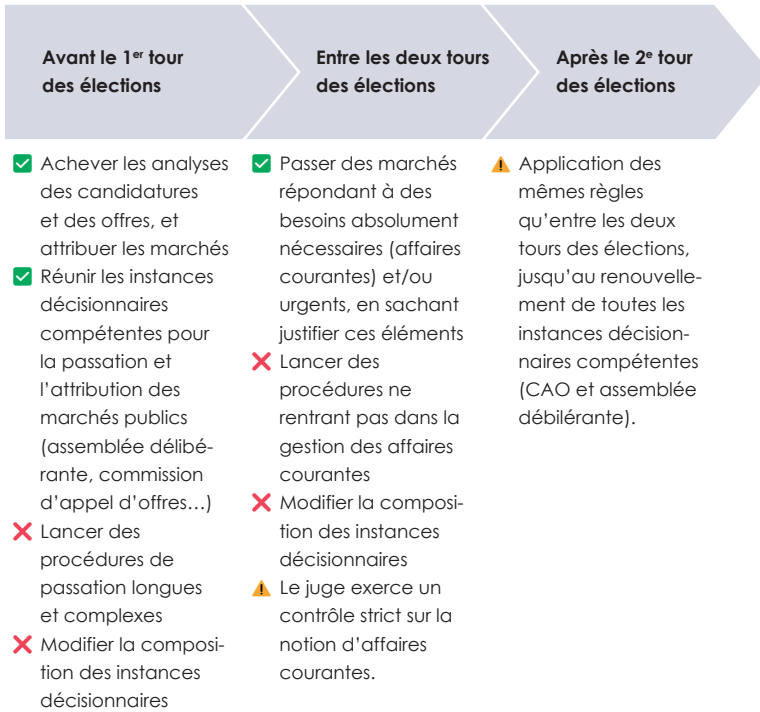 Avant le 1er tour
des élections
Entre les deux tours
des élections
Après le 2e tour
des élections
Achever les analyses
des candidatures
et des offres, et
attribuer les marchés
Réunir les instances
décisionnaires
compétentes pour
la passation et
l’attribution des
marchés publics
(assemblée délibé-
rante, commission
d’appel d’offres…)
Lancer des
procédures de
passation longues
et complexes
Modifier la composi-
tion des instances
décisionnaires
Passer des marchés
répondant à des
besoins absolument
nécessaires (affaires
courantes) et/ou
urgents, en sachant
justifier ces éléments
Lancer des
procédures ne
rentrant pas dans la
gestion des affaires
courantes
Modifier la composi-
tion des instances
décisionnaires
Le juge exerce un
contrôle strict sur la
notion d’affaires
courantes.
Application des
mêmes règles
qu’entre les deux
tours des élections,
jusqu’au renouvelle-
ment de toutes les
instances décision-
naires compétentes
(CAO et assemblée
débilérante).